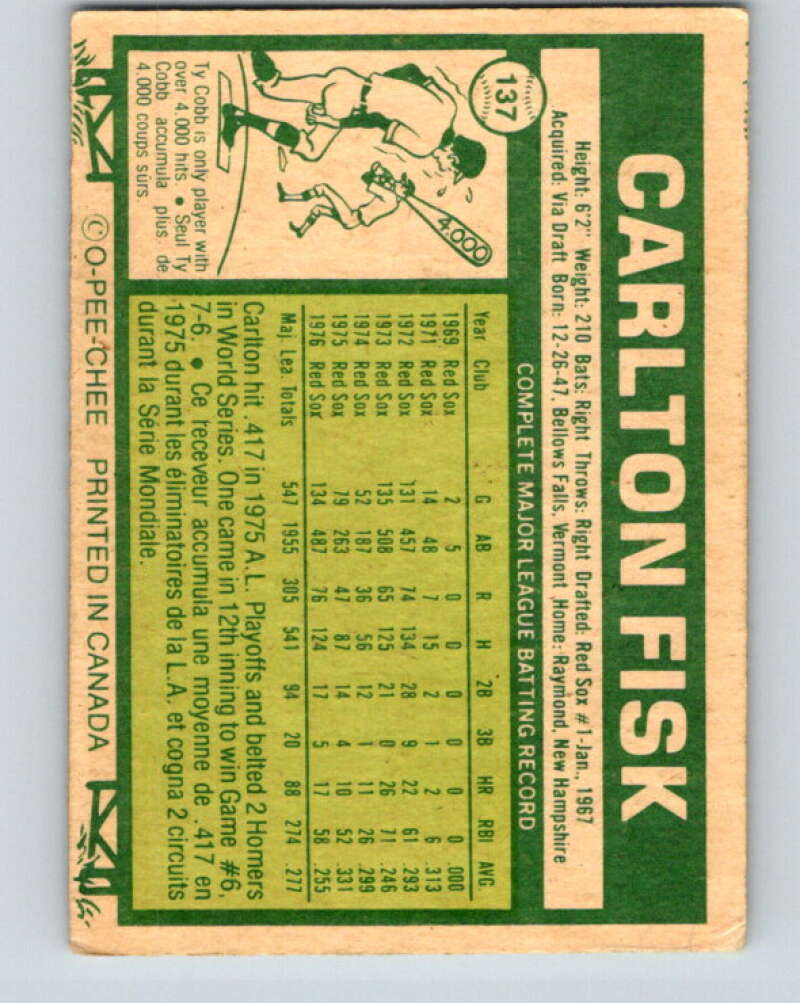 137
CARLTON FISK
Height: 6'2" Weight: 210 Bats: Right Throws: Right Drafted: Red Sox #1-Jan., 1967
Acquired: Via Draft Born: 12-26-47, Bellows Falls, Vermont Home: Raymond, New Hampshire
COMPLETE MAJOR LEAGUE BATTING RECORD
Year Club G AB R H 2B 3B HR RBI AVG.
1969 Red Sox 2 5 0 0 0 0 0 0 .000
1971 Red Sox 14 48 7 15 2 1 2 6 .313
1972 Red Sox 131 457 74 134 28 9 22 61 .293
1973 Red Sox 135 508 65 125 21 0 26 71 .246
1974 Red Sox 52 187 36 56 12 1 11 26 .299
1975 Red Sox 79 263 47 87 14 4 10 52 .331
1976 Red Sox 134 487 76 124 17 5 17 58 .255
Maj. Lea. Totals 547 1955 305 541 94 20 88 274 .277
Carlton hit .417 in 1975 A.L. Playoffs and belted 2 Homers
in World Series. One came in 12th inning to win Game #6,
7-6. • Ce receveur accumula une moyenne de .417 en
1975 durant les éliminatoires de la L.A. et cogna 2 circuits
durant la Série Mondiale.
4,000
Ty Cobb is only player with
over 4,000 hits. • Seul Ty
Cobb accumula plus de
4,000 coups sûrs.
© O-PEE-CHEE PRINTED IN CANADA